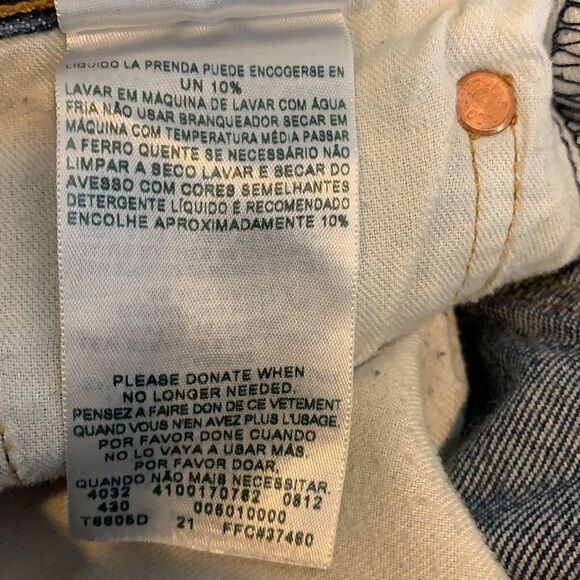 LIQUIDO LA PRENDA PUEDE ENCOGERSE EN
UN 10%
LAVAR EM MÁQUINA DE LAVAR COM ÁGUA
FRIA NÃO USAR BRANQUEADOR SECAR EM
MÁQUINA COM TEMPERATURA MÉDIA PASSAR
A FERRO QUENTE SE NECESSÁRIO NÃO
LIMPAR A SECO LAVAR E SECAR DO
AVESSO COM CORES SEMELHANTES
DETERGENTE LÍQUIDO É RECOMENDADO
ENCOLHE APROXIMADAMENTE 10%
PLEASE DONATE WHEN
NO LONGER NEEDED.
PENSEZ A FAIRE DON DE CE VETEMENT
QUAND VOUS N'EN AVEZ PLUS L'USAGE.
POR FAVOR DONE CUANDO
NO LO VAYA A USAR MÁS.
POR FAVOR DOAR,
QUANDO NÃO MAIS NECESSITAR.
4032 4100170762 0812
430 005010000
T6605D 21 FFC#37460